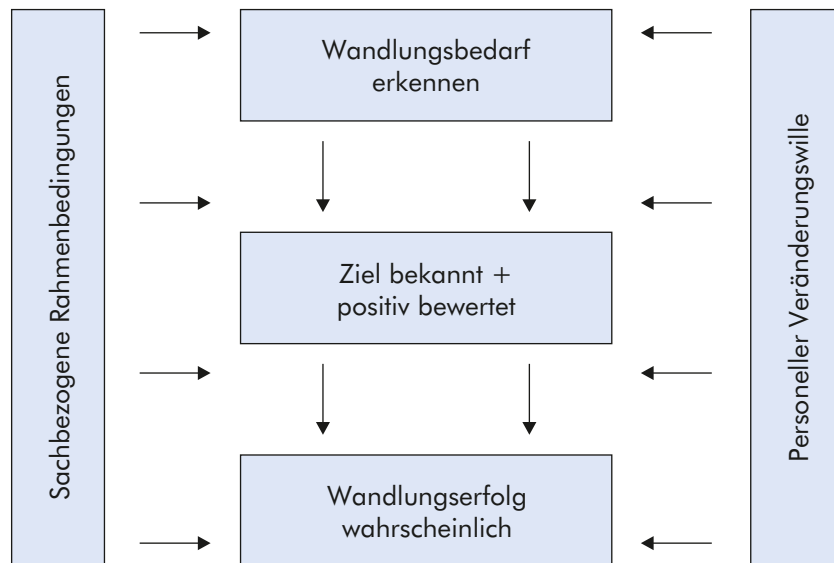 Sachbezogene Rahmenbedingungen
Wandlungsbedarf
erkennen
Ziel bekannt +
positiv bewertet
Wandlungserfolg
wahrscheinlich
Personeller Veränderungswille